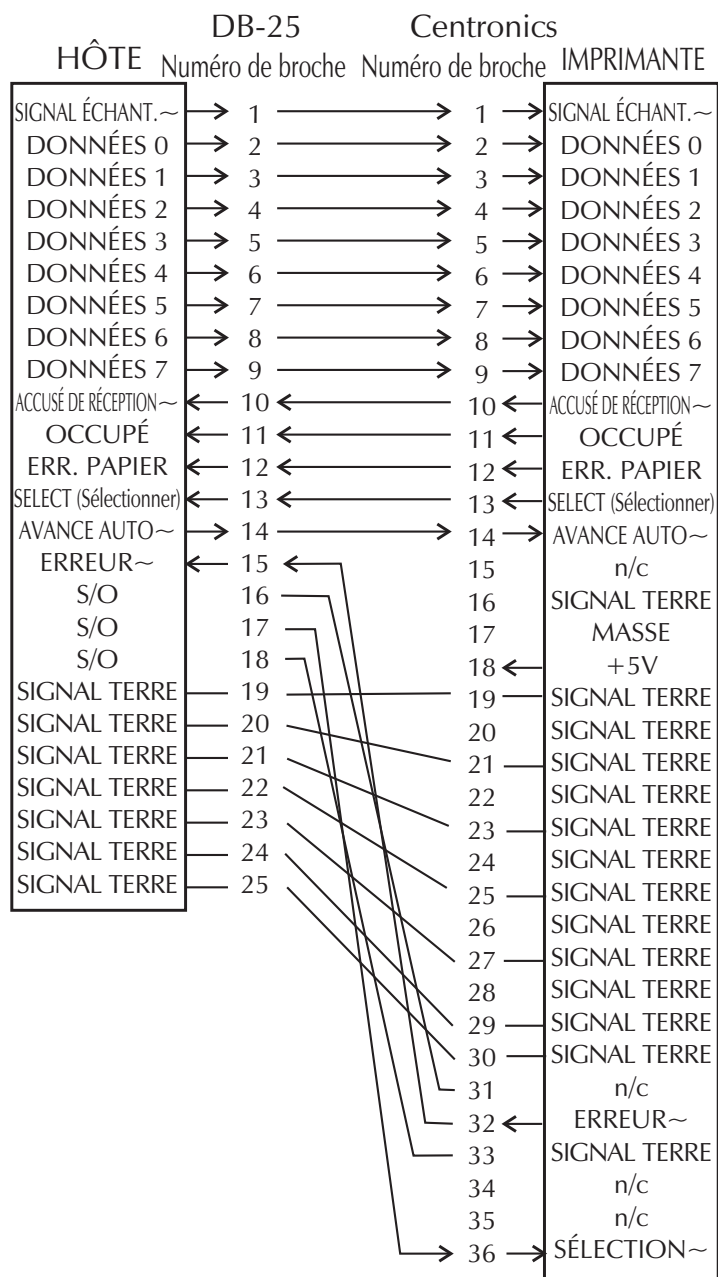 DB-25 Centronics
HÔTE Numéro de broche Numéro de broche IMPRIMANTE
SIGNAL ÉCHANT.~ 1 1 SIGNAL ÉCHANT.~
DONNÉES 0 2 2 DONNÉES 0
DONNÉES 1 3 3 DONNÉES 1
DONNÉES 2 4 4 DONNÉES 2
DONNÉES 3 5 5 DONNÉES 3
DONNÉES 4 6 6 DONNÉES 4
DONNÉES 5 7 7 DONNÉES 5
DONNÉES 6 8 8 DONNÉES 6
DONNÉES 7 9 9 DONNÉES 7
ACCUSÉ DE RÉCEPTION~ 10 10 ACCUSÉ DE RÉCEPTION~
OCCUPÉ 11 11 OCCUPÉ
ERR. PAPIER 12 12 ERR. PAPIER
SELECT (Sélectionner) 13 13 SELECT (Sélectionner)
AVANCE AUTO~ 14 14 AVANCE AUTO~
ERREUR~ 15 15 n/c
S/O 16 16 SIGNAL TERRE
S/O 17 17 MASSE
S/O 18 18 +5V
SIGNAL TERRE 19 19 SIGNAL TERRE
SIGNAL TERRE 20 20 SIGNAL TERRE
SIGNAL TERRE 21 21 SIGNAL TERRE
SIGNAL TERRE 22 22 SIGNAL TERRE
SIGNAL TERRE 23 23 SIGNAL TERRE
SIGNAL TERRE 24 24 SIGNAL TERRE
SIGNAL TERRE 25 25 SIGNAL TERRE
26 SIGNAL TERRE
27 SIGNAL TERRE
28 SIGNAL TERRE
29 SIGNAL TERRE
30 SIGNAL TERRE
31 n/c
32 ERREUR~
33 SIGNAL TERRE
34 n/c
35 n/c
36 SÉLECTION~